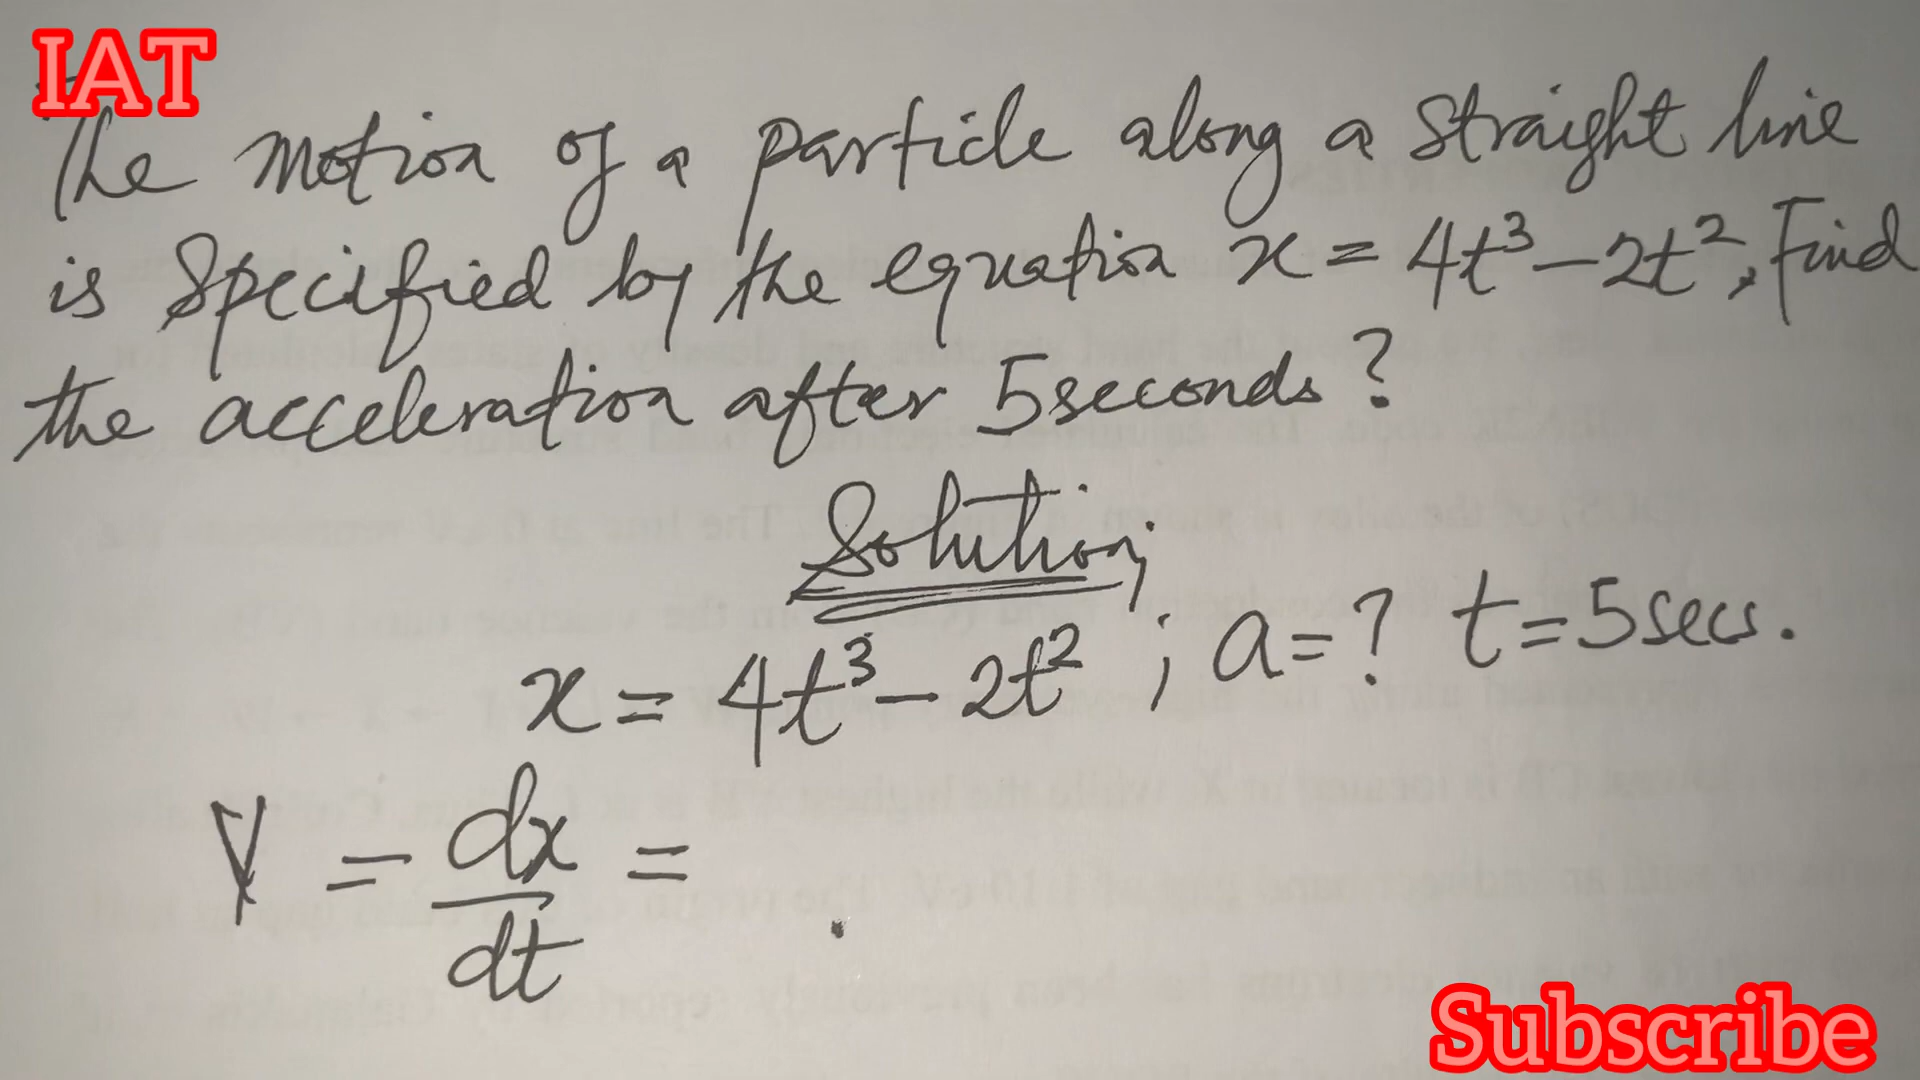 IAT
The motion of a particle along a straight line
is specified by the equation x = 4t³ - 2t², Find
the acceleration after 5seconds?
Solution;
x = 4t³ - 2t² ; a = ? t = 5secs.
V = dx/dt =
Subscribe